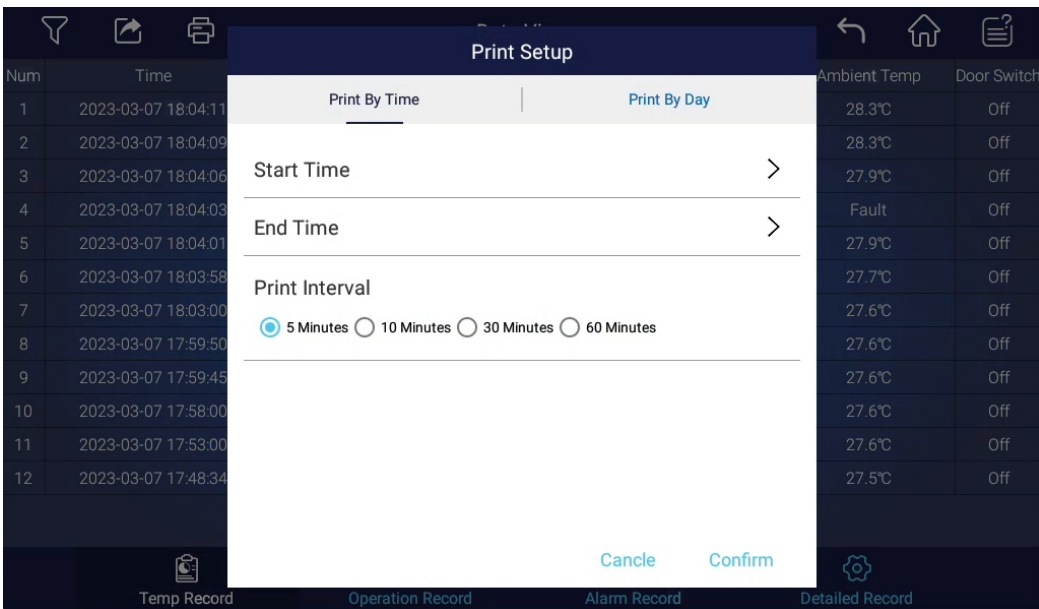 Print Setup
Num Time Ambient Temp Door Switch
Print By Time Print By Day
1 2023-03-07 18:04:11 28.3℃ Off
2 2023-03-07 18:04:09 28.3℃ Off
Start Time
3 2023-03-07 18:04:06 27.9℃ Off
4 2023-03-07 18:04:03 Fault Off
End Time
5 2023-03-07 18:04:01 27.9℃ Off
6 2023-03-07 18:03:58 27.7℃ Off
Print Interval
7 2023-03-07 18:03:00 27.6℃ Off
5 Minutes 10 Minutes 30 Minutes 60 Minutes
8 2023-03-07 17:59:50 27.6℃ Off
9 2023-03-07 17:59:45 27.6℃ Off
10 2023-03-07 17:58:00 27.6℃ Off
11 2023-03-07 17:53:00 27.6℃ Off
12 2023-03-07 17:48:34 27.5℃ Off
Cancle Confirm
Temp Record Operation Record Alarm Record Detailed Record